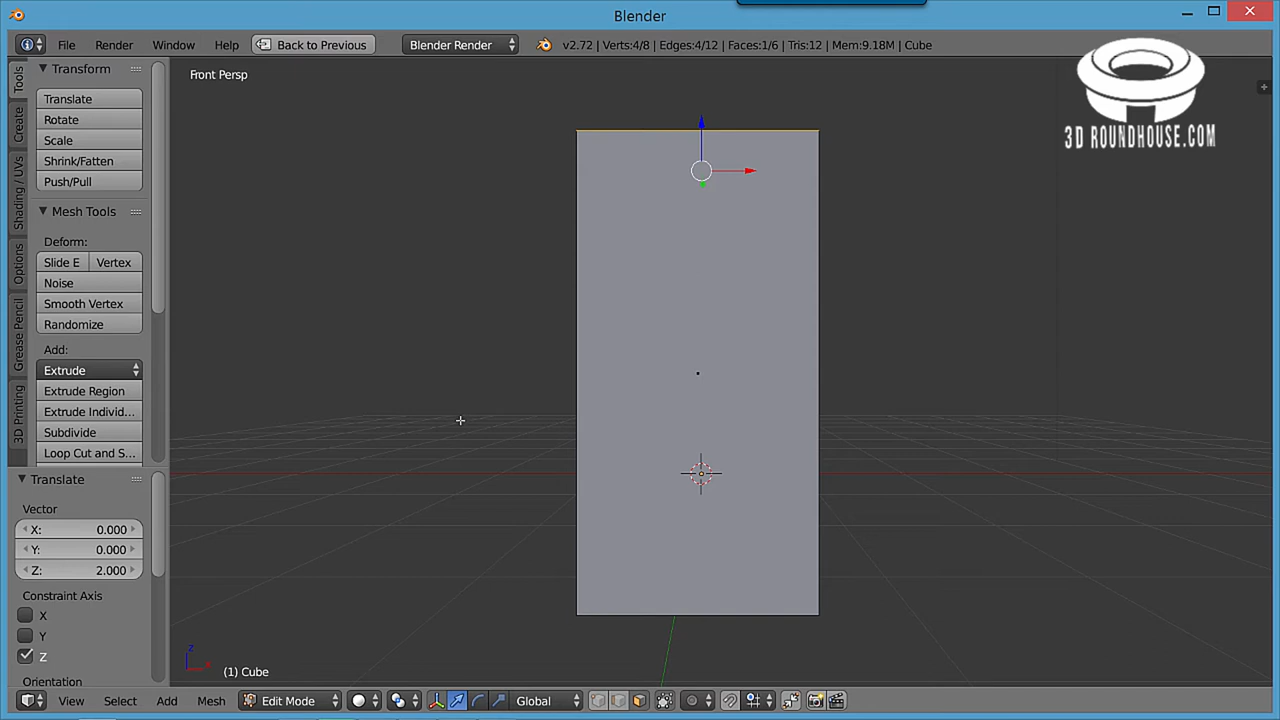 Blender
File
Render
Window
Help
Back to Previous
Blender Render
v2.72 | Verts:4/8 | Edges:4/12 | Faces:1/6 | Tris:12 | Mem:9.18M | Cube
Tools
Create
Shading / UVs
Options
Grease Pencil
3D Printing
Transform
Translate
Rotate
Scale
Shrink/Fatten
Push/Pull
Mesh Tools
Deform:
Slide E
Vertex
Noise
Smooth Vertex
Randomize
Add:
Extrude
Extrude Region
Extrude Individ...
Subdivide
Loop Cut and S...
Translate
Vector
X: 0.000
Y: 0.000
Z: 2.000
Constraint Axis
X
Y
Z
Orientation
Front Persp
3D ROUNDHOUSE.COM
z
x
(1) Cube
View
Select
Add
Mesh
Edit Mode
Global